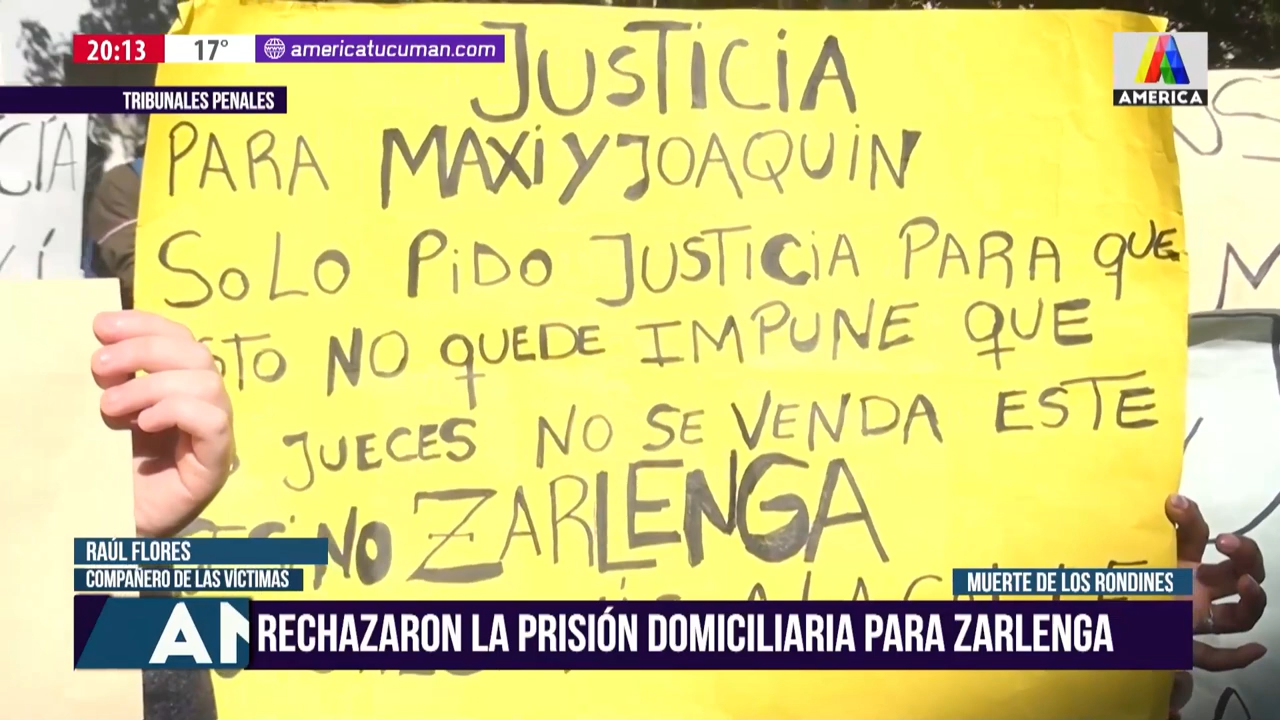 20:13 17° americatucuman.com
TRIBUNALES PENALES
AMERICA
JUSTICIA
PARA MAXI Y JOAQUIN
SOLO PIDO JUSTICIA PARA QUE
NO QUEDE IMPUNE QUE
JUECES NO SE VENDA ESTE
ZARLENGA
RAÚL FLORES
COMPAÑERO DE LAS VÍCTIMAS
MUERTE DE LOS RONDINES
AM
RECHAZARON LA PRISIÓN DOMICILIARIA PARA ZARLENGA